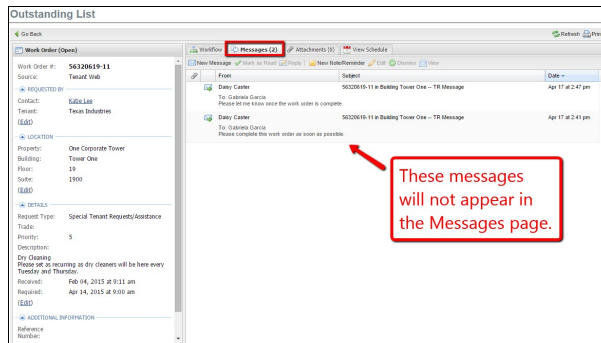 Outstanding List
Go Back
Refresh Prin
Work Order (Open)
Workflow Messages (2) Attachments (0) View Schedule
New Message Mark as Read Reply New Note/Reminder Edit Dismiss View
From Subject Date
Daisy Caster 56320619-11 in Building Tower One -- TR Message Apr 17 at 2:47 pm
To: Gabriela Garcia
Please let me know once the work order is complete.
Daisy Caster 56320619-11 in Building Tower One -- TR Message Apr 17 at 2:41 pm
To: Gabriela Garcia
Please complete this work order as soon as possible.
Work Order #: 56320619-11
Source: Tenant Web
REQUESTED BY
Contact: Katie Lee
Tenant: Texas Industries
(Edit)
LOCATION
Property: One Corporate Tower
Building: Tower One
Floor: 19
Suite: 1900
(Edit)
DETAILS
Request Type: Special Tenant Requests/Assistance
Trade:
Priority: 5
Description:
Dry Cleaning
Please set as recurring as dry cleaners will be here every
Tuesday and Thursday.
Received: Feb 04, 2015 at 9:11 am
Required: Apr 14, 2015 at 9:00 am
(Edit)
ADDITIONAL INFORMATION
Reference
Number:
These messages
will not appear in
the Messages page.